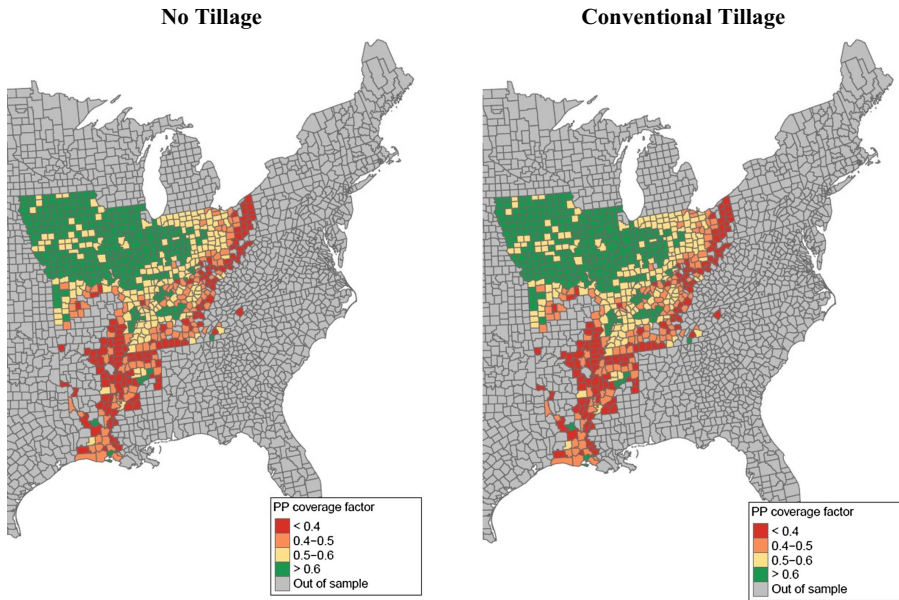 No Tillage
Conventional Tillage
PP coverage factor
< 0.4
0.4−0.5
0.5−0.6
> 0.6
Out of sample
PP coverage factor
< 0.4
0.4−0.5
0.5−0.6
> 0.6
Out of sample